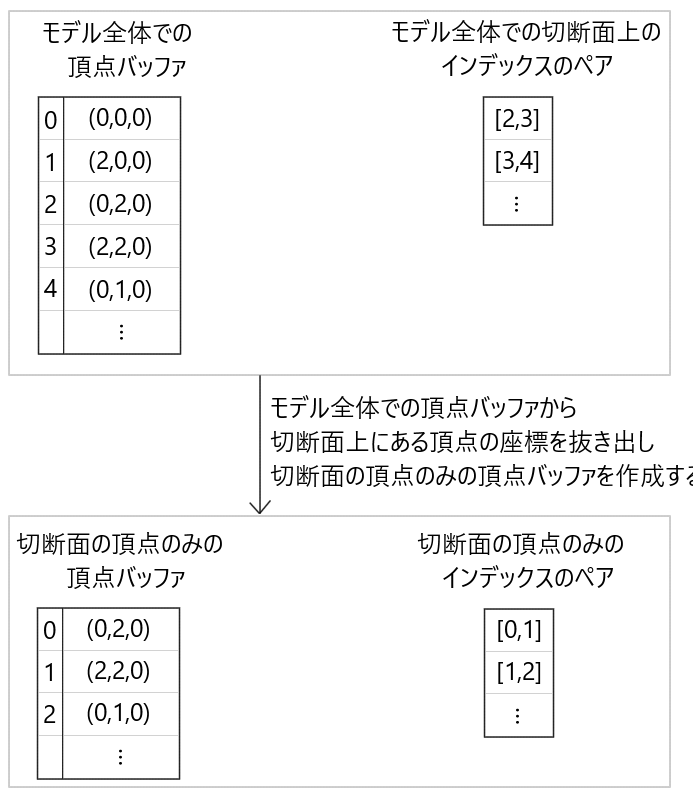 モデル全体での
頂点バッファ
0 (0,0,0)
1 (2,0,0)
2 (0,2,0)
3 (2,2,0)
4 (0,1,0)
⋮
モデル全体での切断面上の
インデックスのペア
[2,3]
[3,4]
⋮
モデル全体での頂点バッファから
切断面上にある頂点の座標を抜き出し
切断面の頂点のみの頂点バッファを作成する
切断面の頂点のみの
頂点バッファ
0 (0,2,0)
1 (2,2,0)
2 (0,1,0)
⋮
切断面の頂点のみの
インデックスのペア
[0,1]
[1,2]
⋮